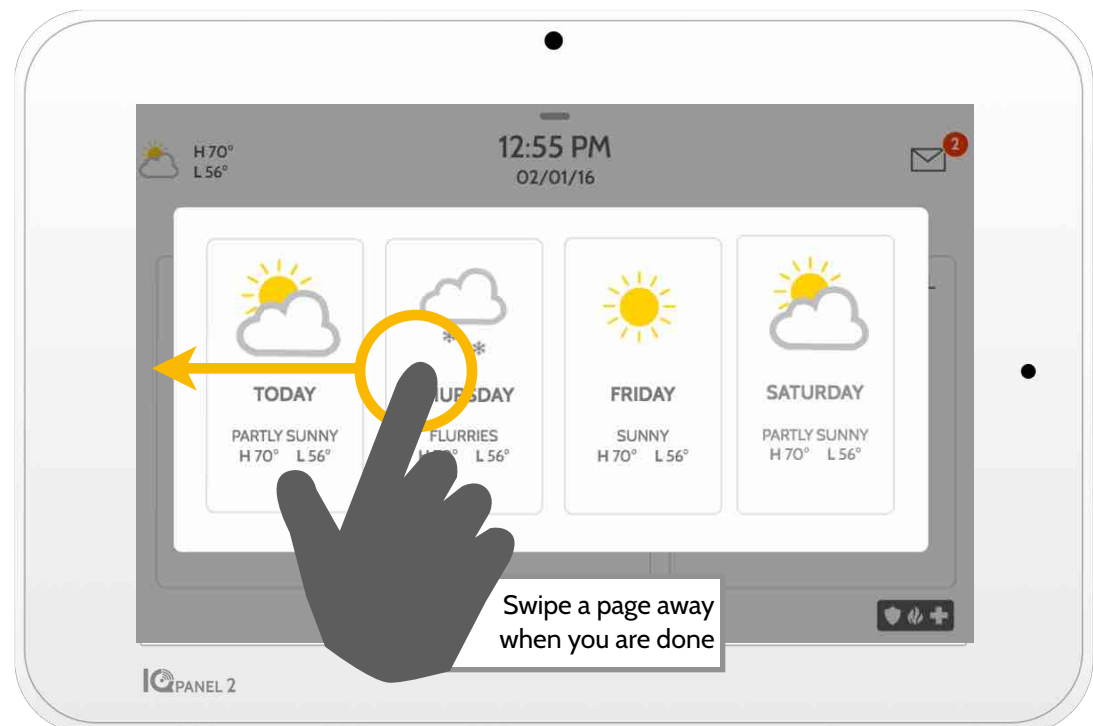 12:55 PM
02/01/16
H 70°
L 56°
2
TODAY
PARTLY SUNNY
H 70° L 56°
FLURRIES
L 56°
FRIDAY
SUNNY
H 70° L 56°
SATURDAY
PARTLY SUNNY
H 70° L 56°
Swipe a page away
when you are done
IQ PANEL 2